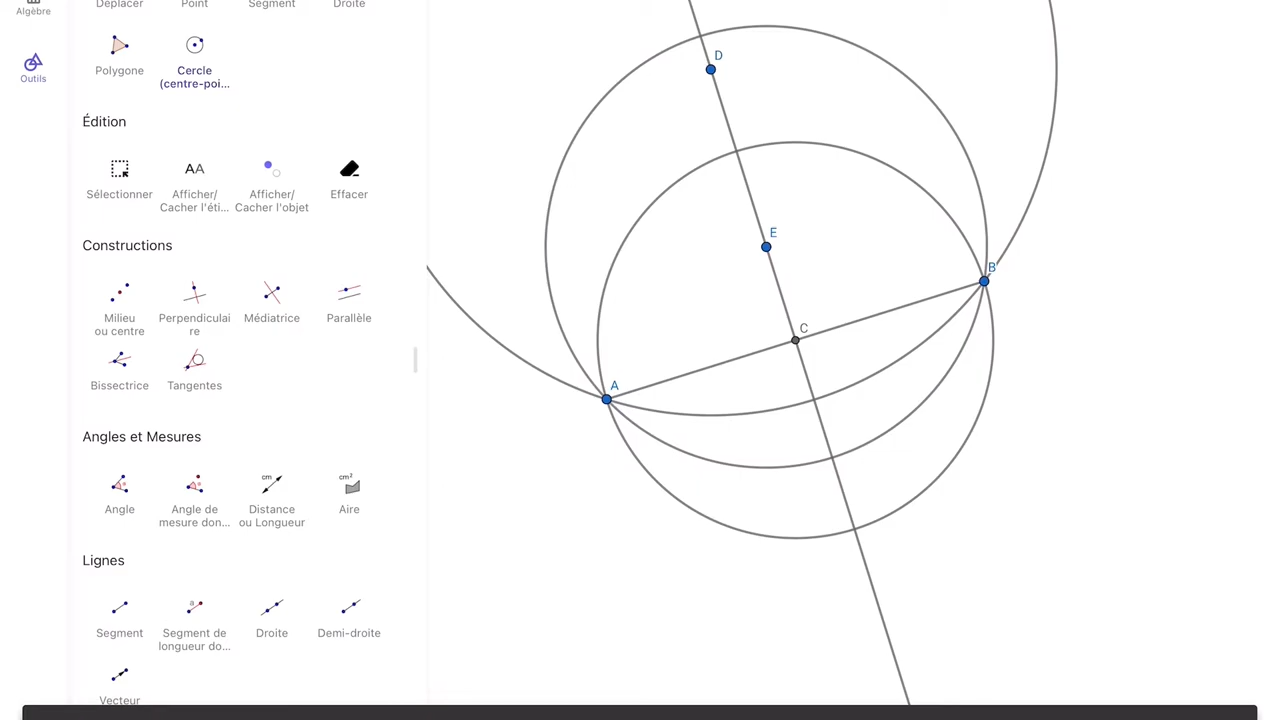 Algèbre
Outils
Déplacer Point Segment Droite
Polygone Cercle
(centre-poi...
Édition
Sélectionner Afficher/ Afficher/ Effacer
Cacher l'éti... Cacher l'objet
Constructions
Milieu Perpendiculai Médiatrice Parallèle
ou centre re
Bissectrice Tangentes
Angles et Mesures
cm cm²
Angle Angle de Distance Aire
mesure don... ou Longueur
Lignes
a
Segment Segment de Droite Demi-droite
longueur do...
Vecteur
D
E
B
C
A